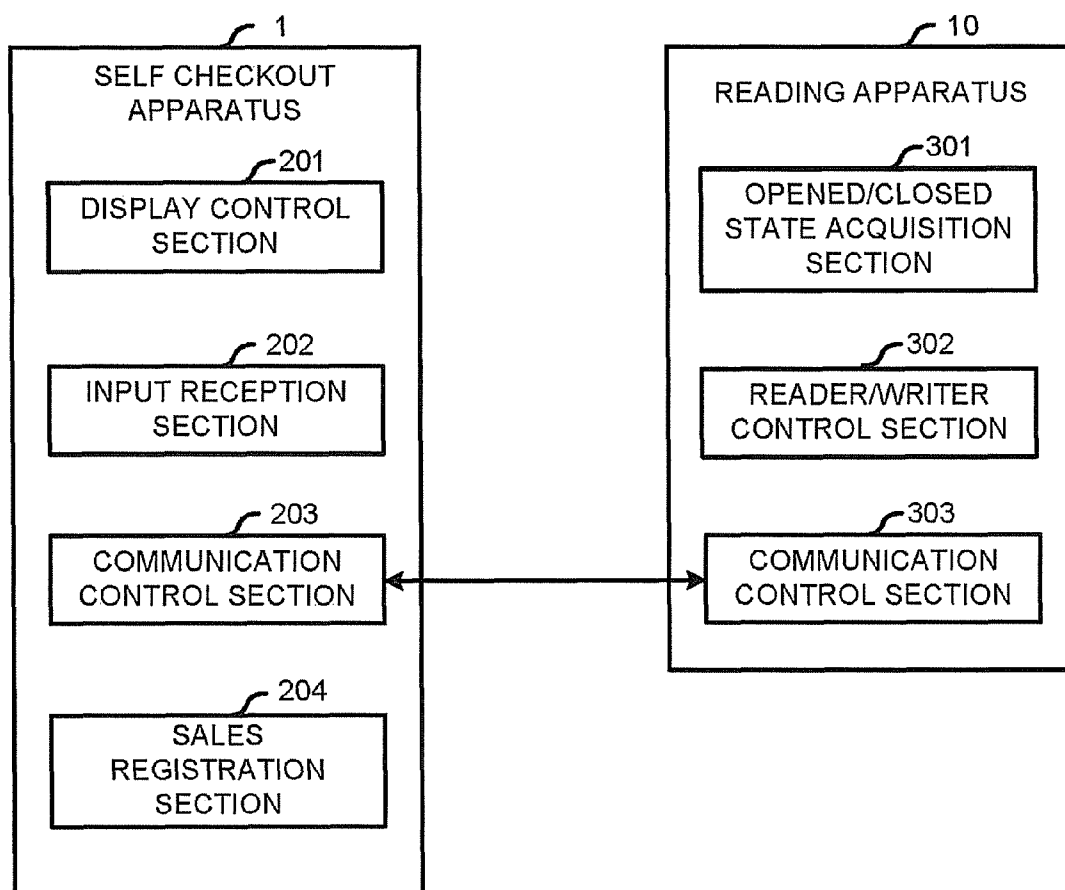 1
SELF CHECKOUT
APPARATUS
201
DISPLAY CONTROL
SECTION
202
INPUT RECEPTION
SECTION
203
COMMUNICATION
CONTROL SECTION
204
SALES
REGISTRATION
SECTION
10
READING APPARATUS
301
OPENED/CLOSED
STATE ACQUISITION
SECTION
302
READER/WRITER
CONTROL SECTION
303
COMMUNICATION
CONTROL SECTION